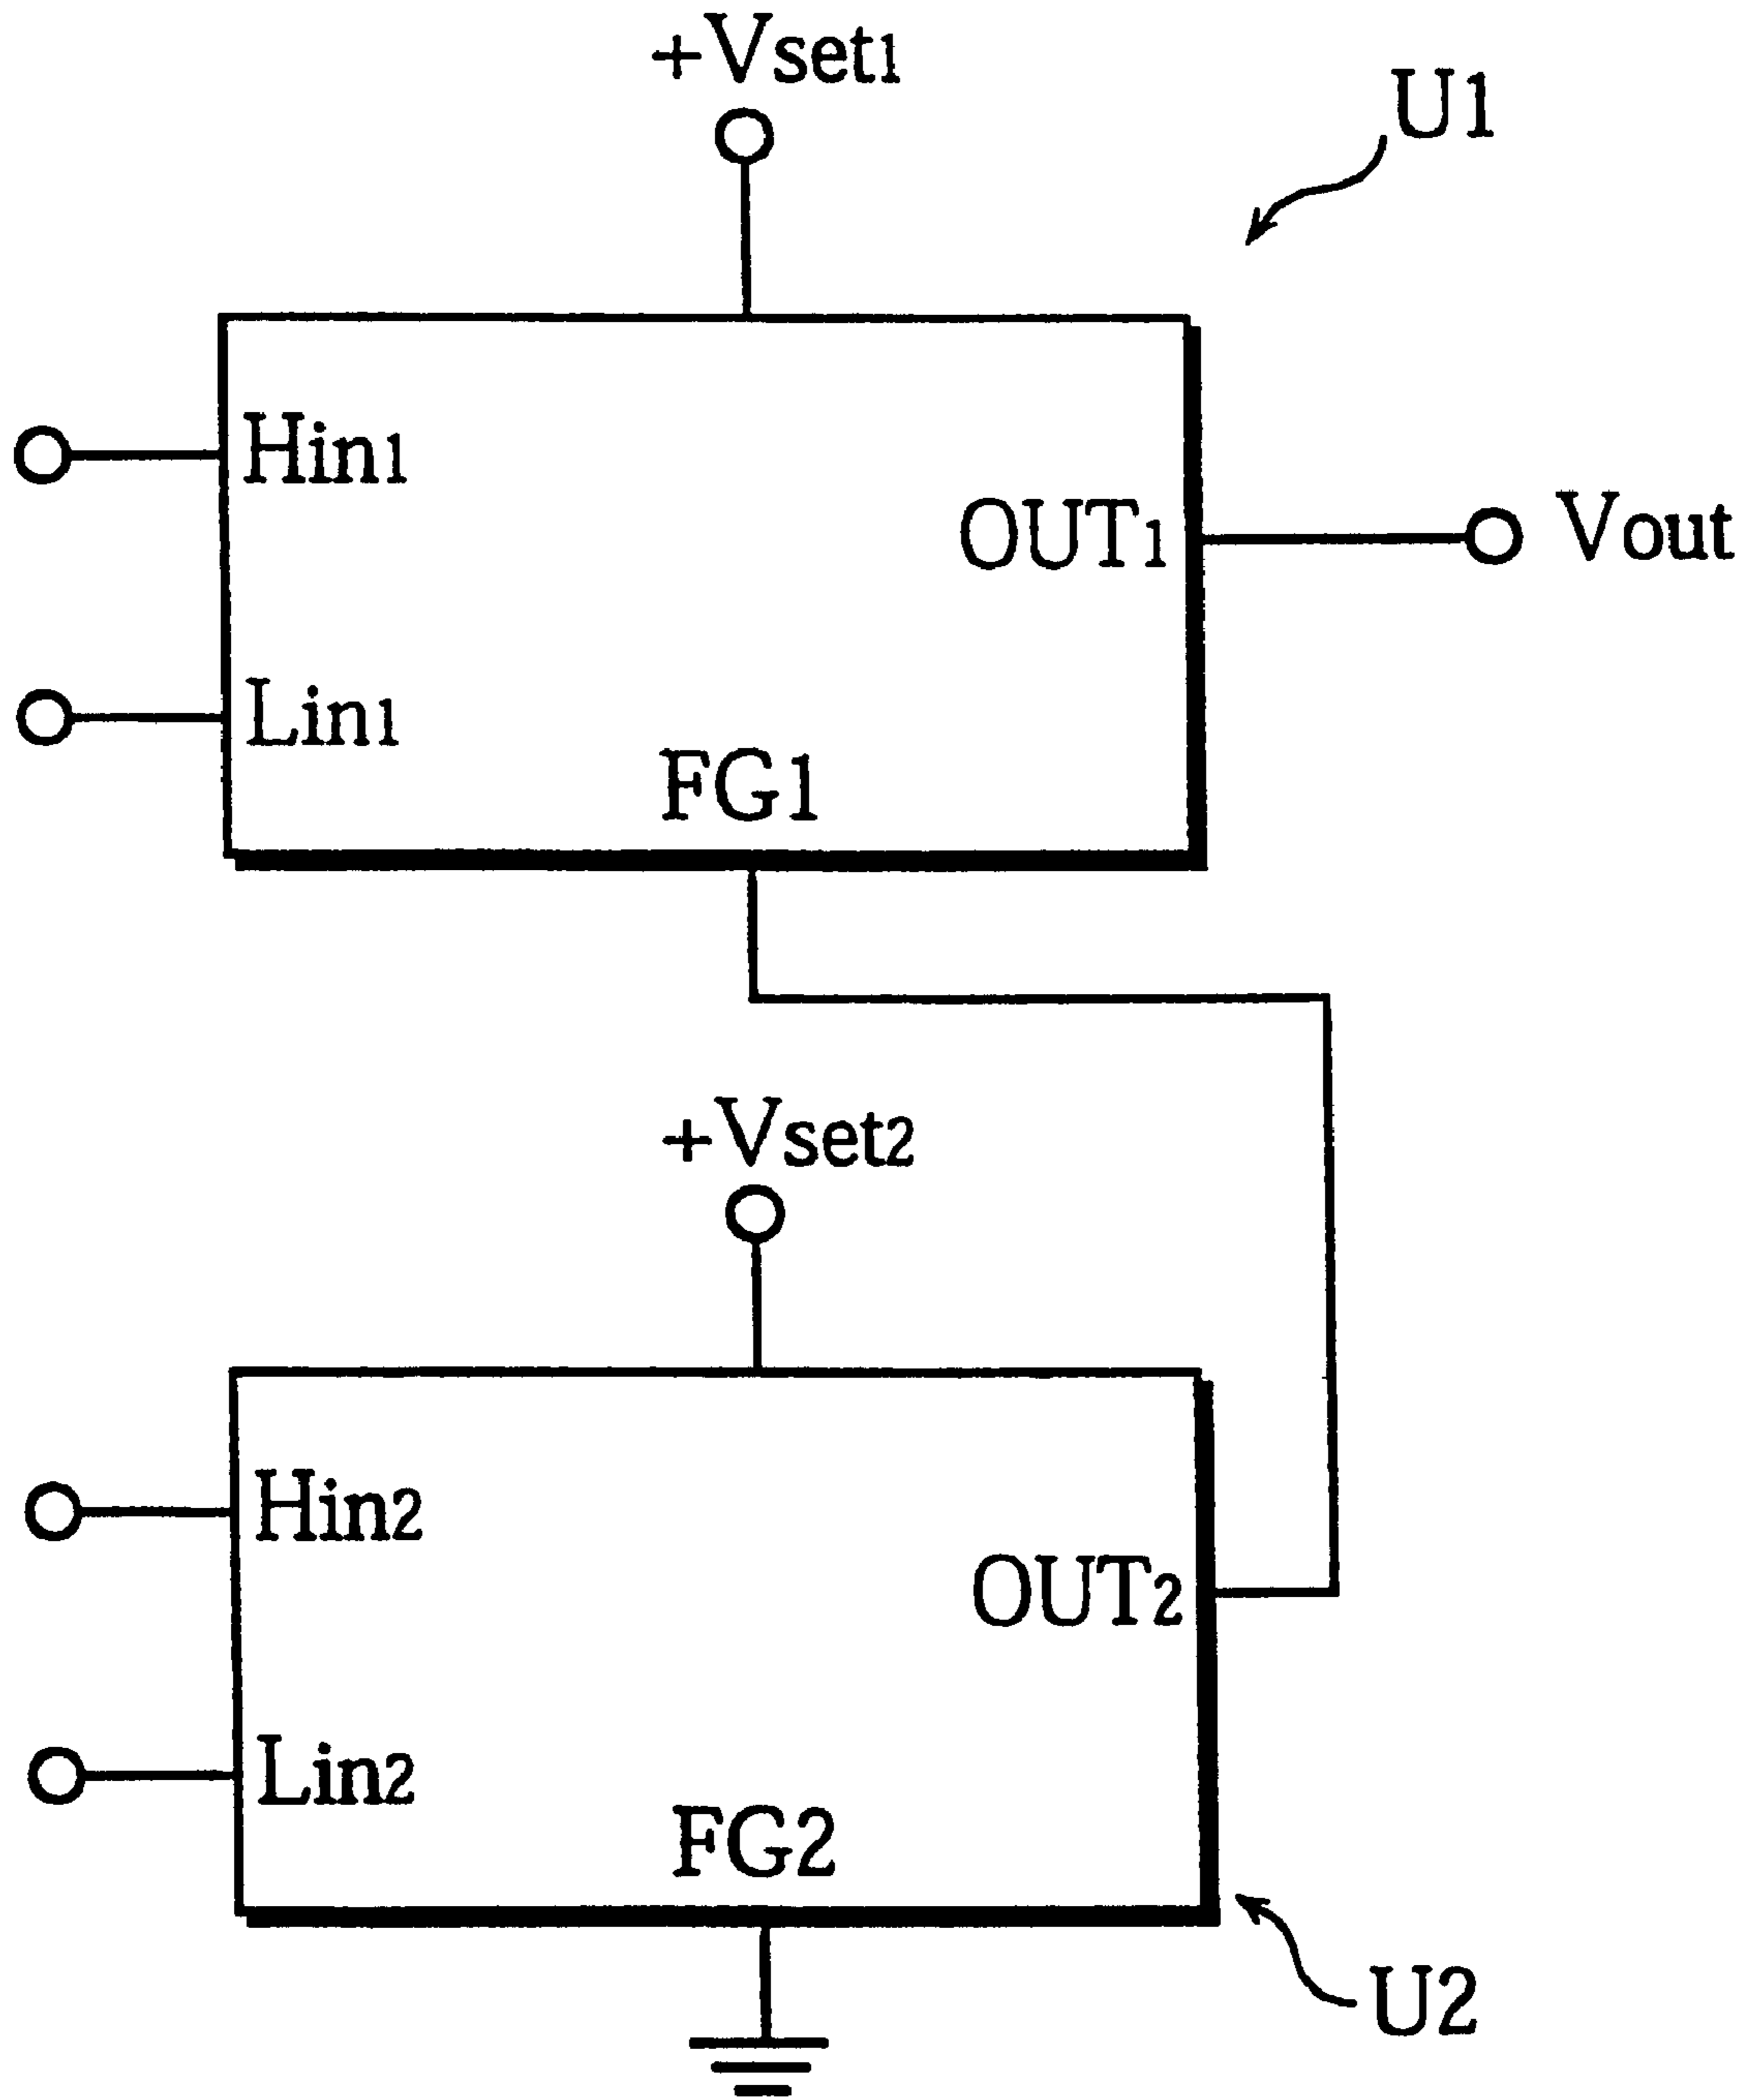 +Vset1
U1
Hin1
OUT1
Vout
Lin1
FG1
+Vset2
Hin2
OUT2
Lin2
FG2
U2